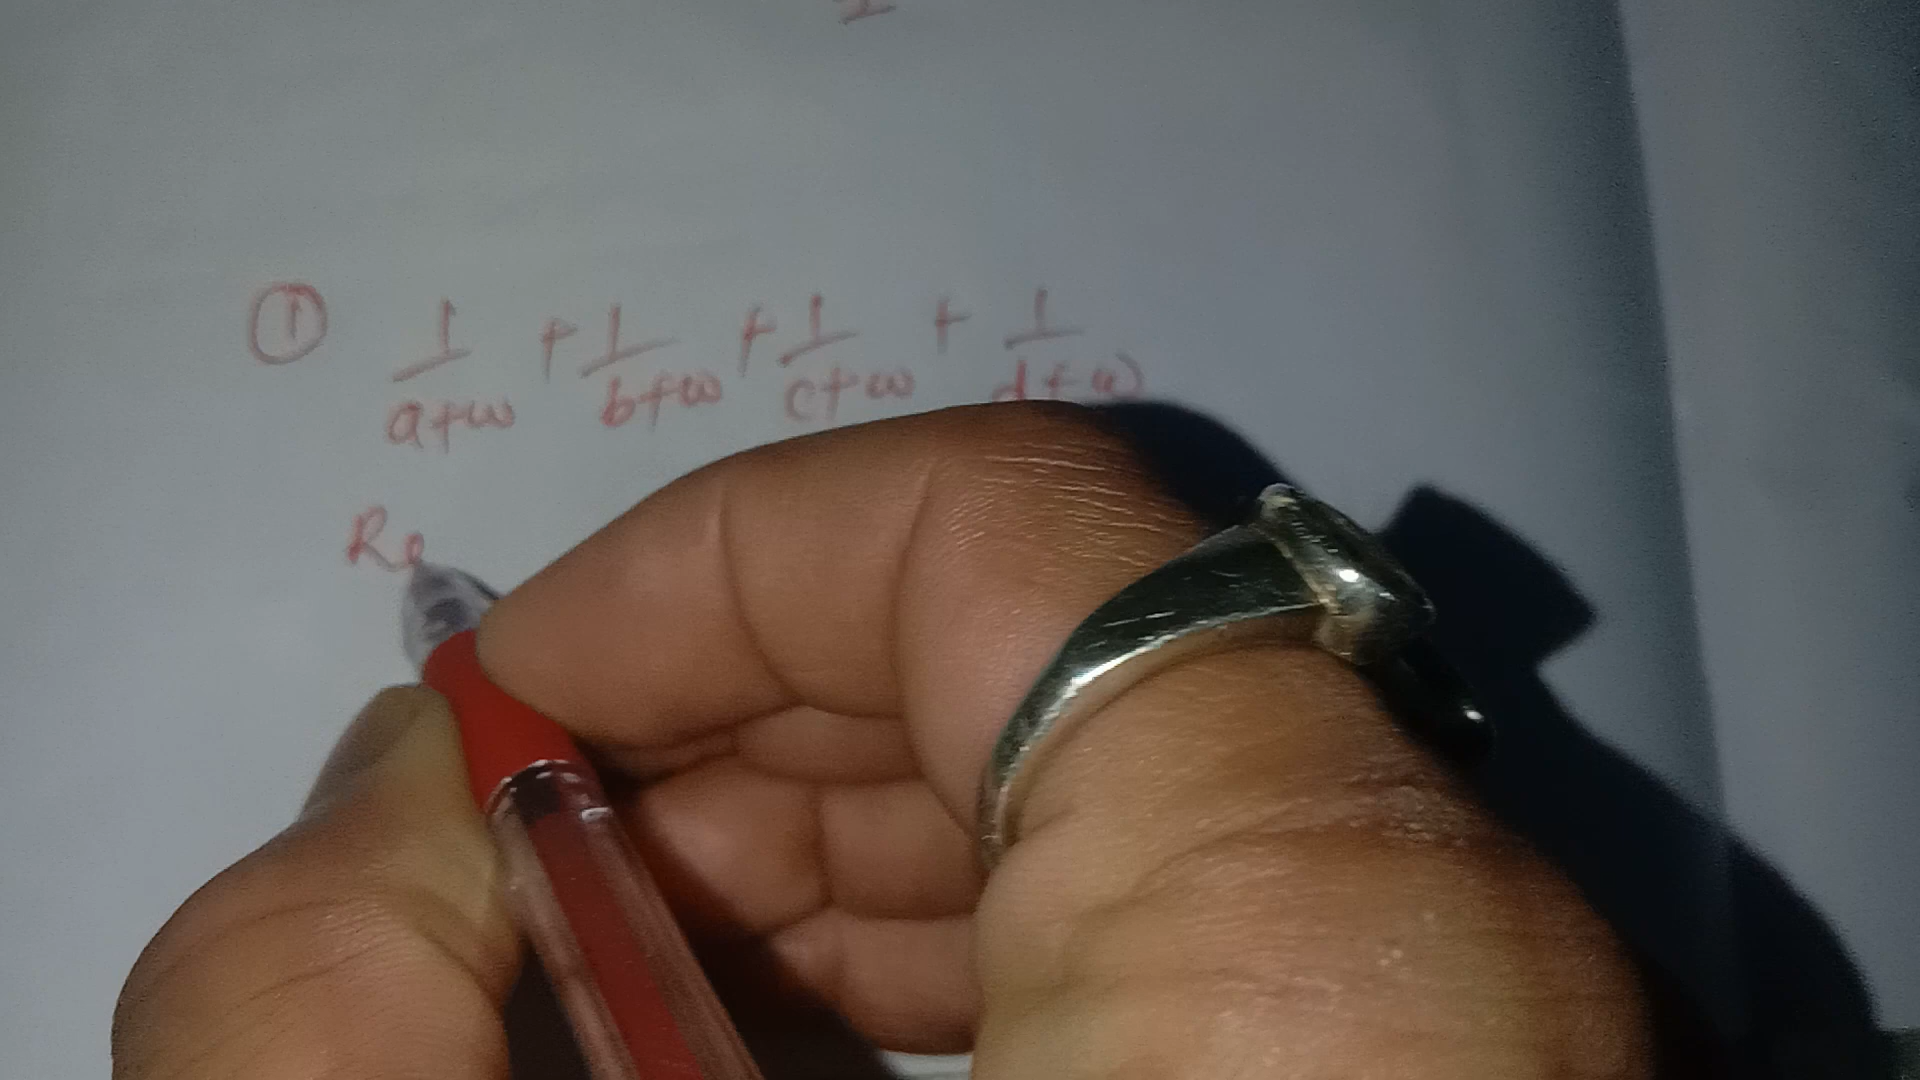 ① 1/(a+ω) + 1/(b+ω) + 1/(c+ω) + 1/(d+ω)
Re